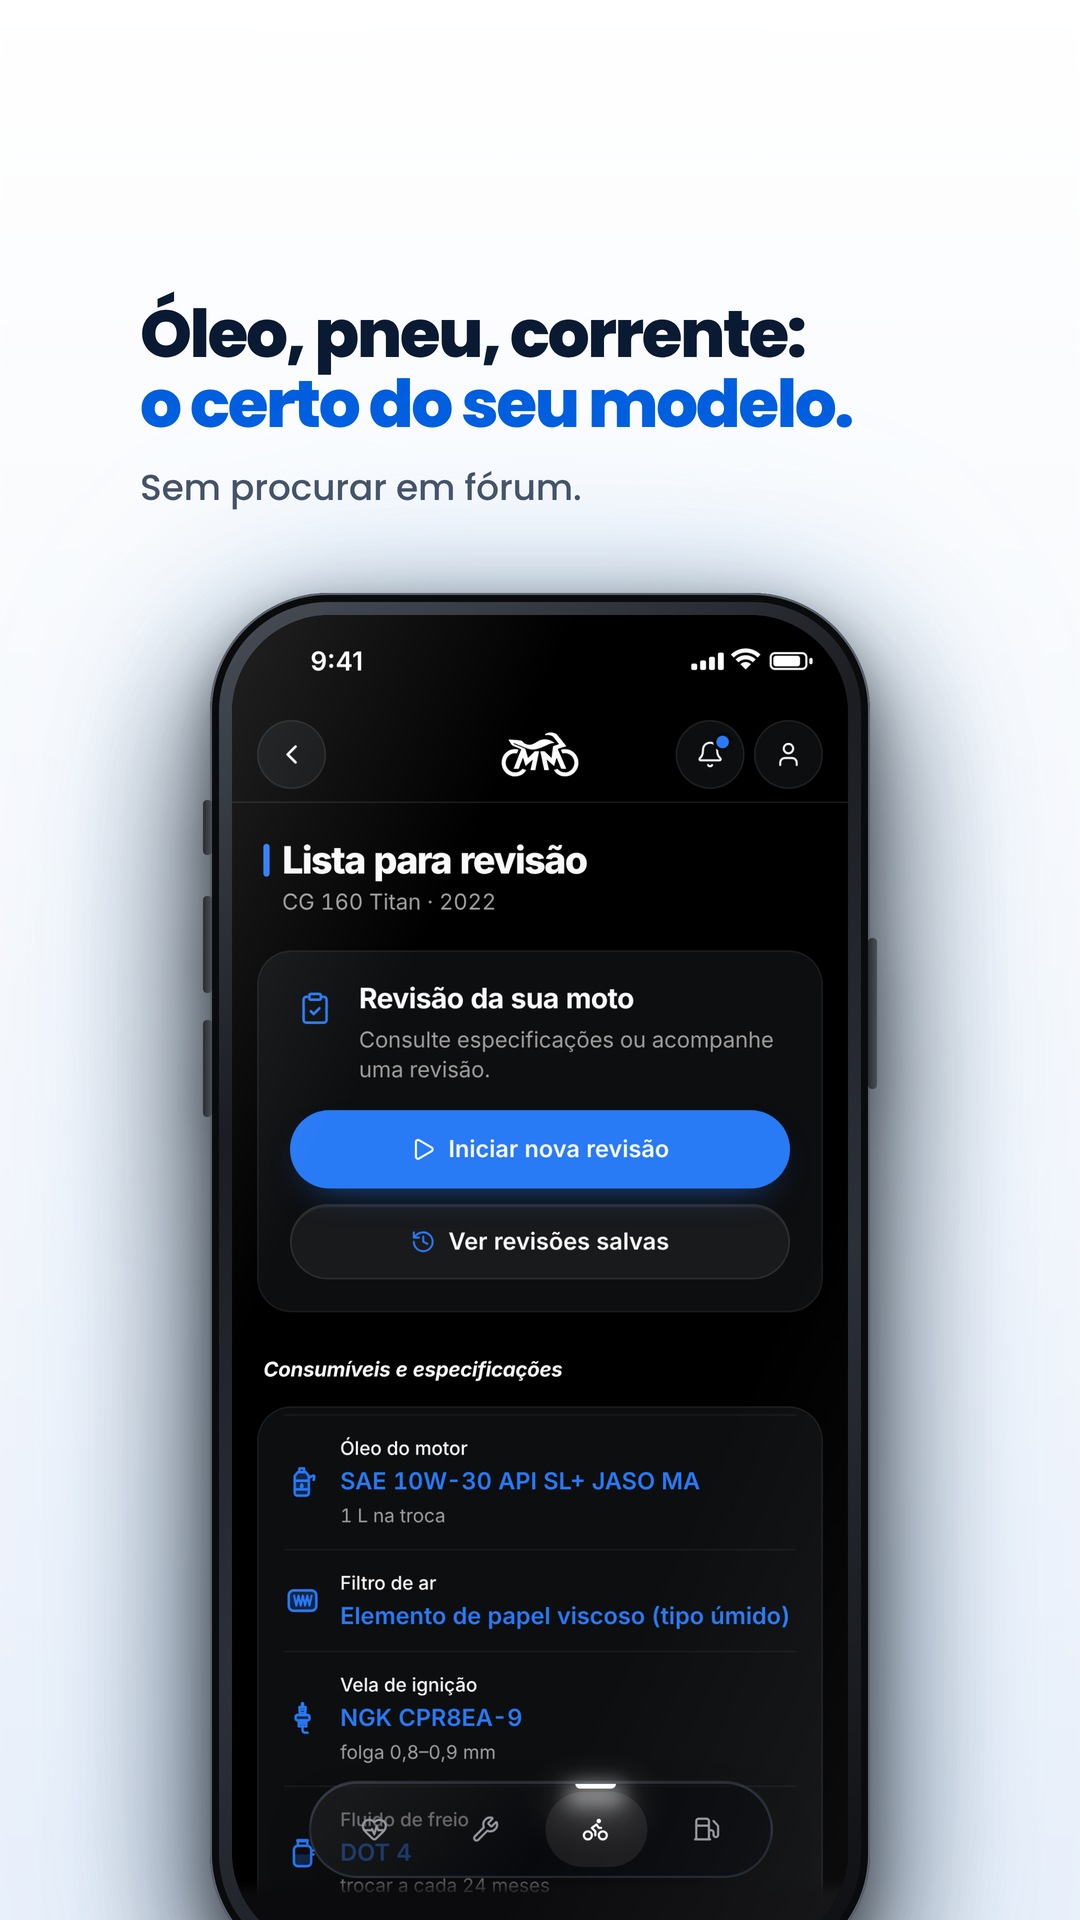 Óleo, pneu, corrente:
o certo do seu modelo.
Sem procurar em fórum.
9:41
MM
Lista para revisão
CG 160 Titan · 2022
Revisão da sua moto
Consulte especificações ou acompanhe
uma revisão.
Iniciar nova revisão
Ver revisões salvas
Consumíveis e especificações
Óleo do motor
SAE 10W-30 API SL+ JASO MA
1 L na troca
Filtro de ar
Elemento de papel viscoso (tipo úmido)
Vela de ignição
NGK CPR8EA-9
folga 0,8–0,9 mm
Fluido de freio
DOT 4
trocar a cada 24 meses